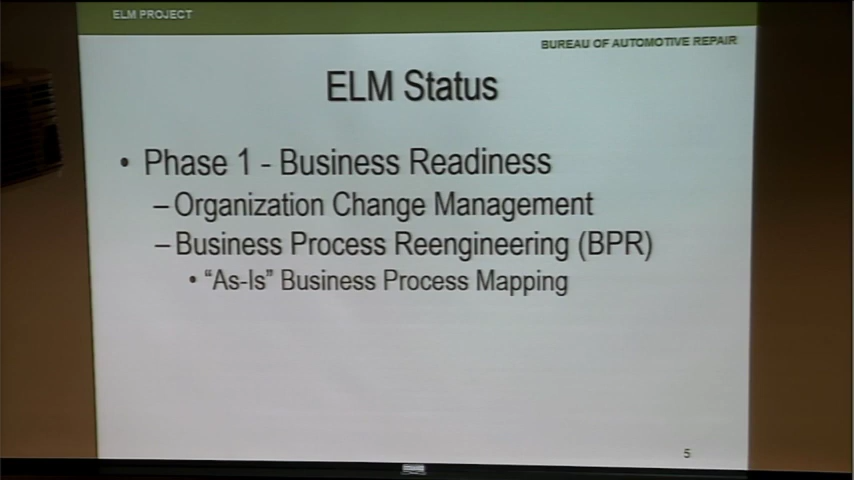 ELM PROJECT
BUREAU OF AUTOMOTIVE REPAIR
ELM Status
• Phase 1 - Business Readiness
– Organization Change Management
– Business Process Reengineering (BPR)
• “As-Is” Business Process Mapping
5